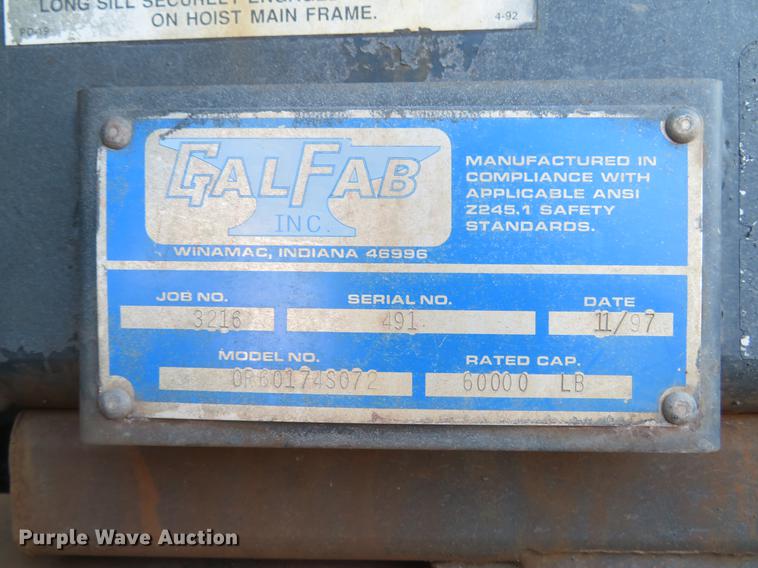 LONG SILL SECURELY ENGAGED
ON HOIST MAIN FRAME.
PD-19
4-92
GALFAB
INC.
WINAMAC, INDIANA 46996
MANUFACTURED IN
COMPLIANCE WITH
APPLICABLE ANSI
Z245.1 SAFETY
STANDARDS.
JOB NO. SERIAL NO. DATE
3216 491 11/97
MODEL NO. RATED CAP.
OR60174S072 60000 LB
Purple Wave Auction